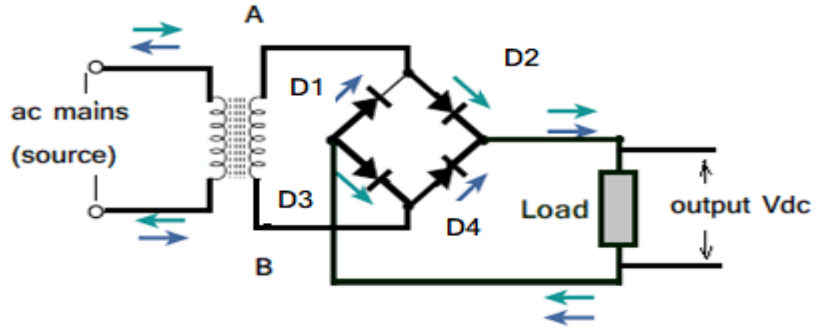 A
D2
D1
ac mains
(source)
D3
D4
Load
output Vdc
B